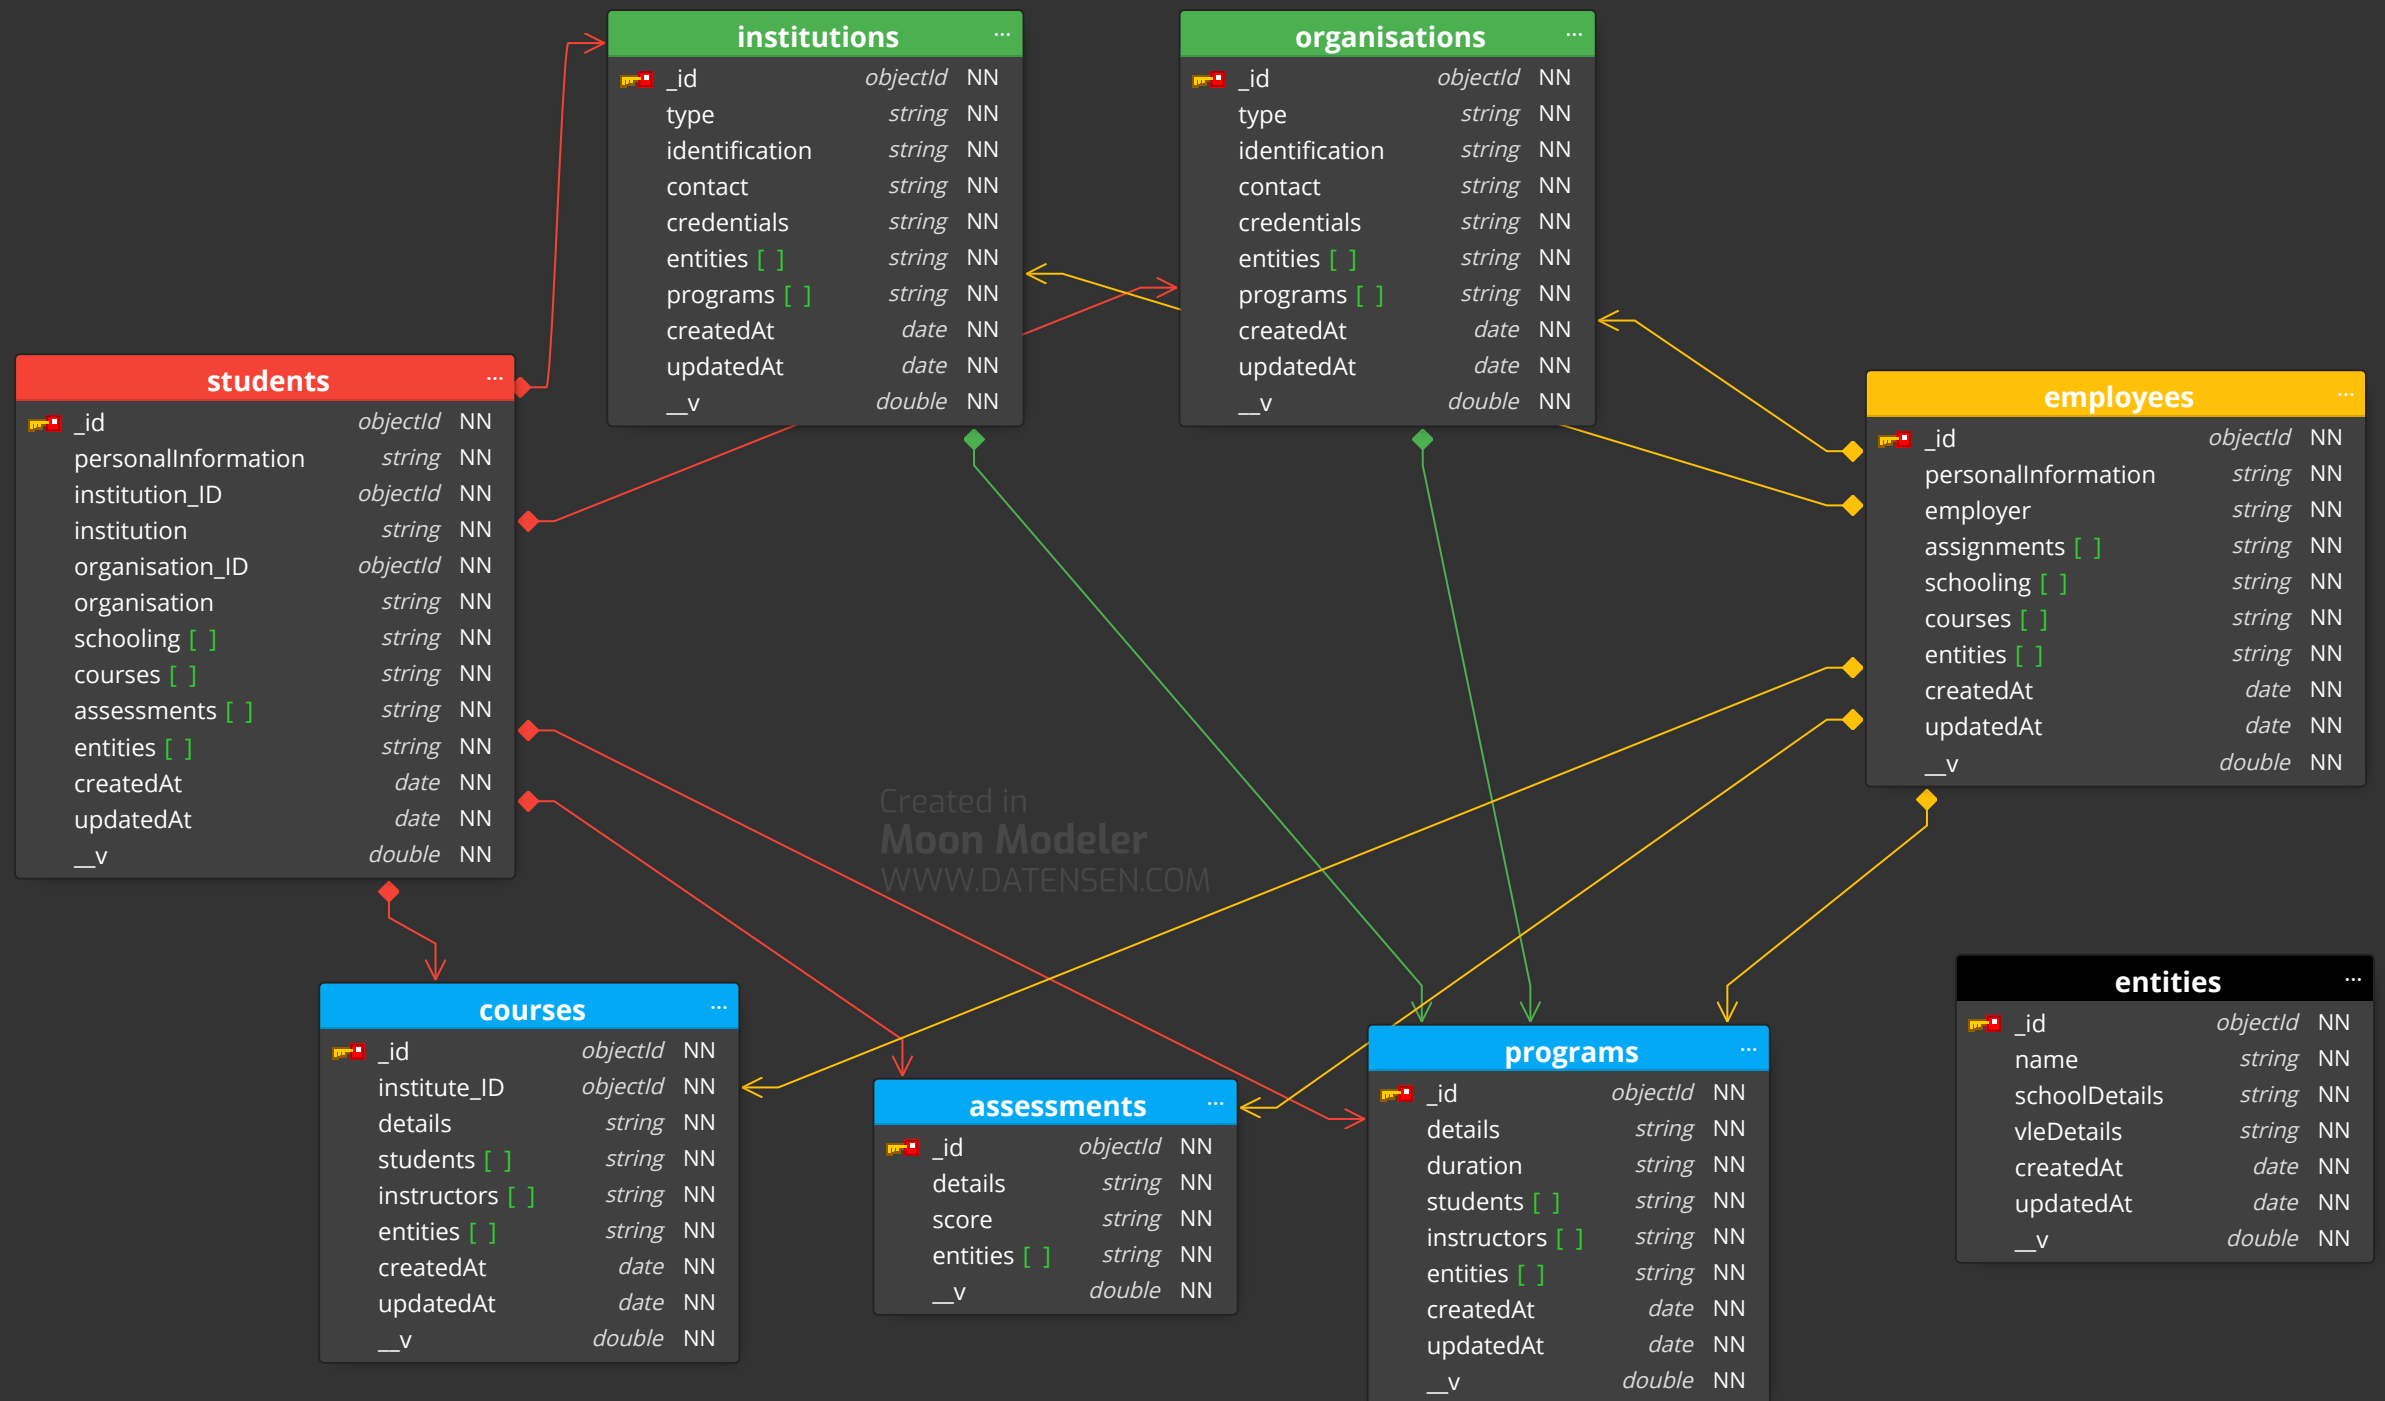 institutions ...
_id objectId NN
type string NN
identification string NN
contact string NN
credentials string NN
entities [ ] string NN
programs [ ] string NN
createdAt date NN
updatedAt date NN
__v double NN
organisations ...
_id objectId NN
type string NN
identification string NN
contact string NN
credentials string NN
entities [ ] string NN
programs [ ] string NN
createdAt date NN
updatedAt date NN
__v double NN
students ...
_id objectId NN
personalInformation string NN
institution_ID objectId NN
institution string NN
organisation_ID objectId NN
organisation string NN
schooling [ ] string NN
courses [ ] string NN
assessments [ ] string NN
entities [ ] string NN
createdAt date NN
updatedAt date NN
__v double NN
employees ...
_id objectId NN
personalInformation string NN
employer string NN
assignments [ ] string NN
schooling [ ] string NN
courses [ ] string NN
entities [ ] string NN
createdAt date NN
updatedAt date NN
__v double NN
Created in
Moon Modeler
WWW.DATENSEN.COM
courses ...
_id objectId NN
institute_ID objectId NN
details string NN
students [ ] string NN
instructors [ ] string NN
entities [ ] string NN
createdAt date NN
updatedAt date NN
__v double NN
assessments ...
_id objectId NN
details string NN
score string NN
entities [ ] string NN
__v double NN
programs ...
_id objectId NN
details string NN
duration string NN
students [ ] string NN
instructors [ ] string NN
entities [ ] string NN
createdAt date NN
updatedAt date NN
__v double NN
entities ...
_id objectId NN
name string NN
schoolDetails string NN
vleDetails string NN
createdAt date NN
updatedAt date NN
__v double NN